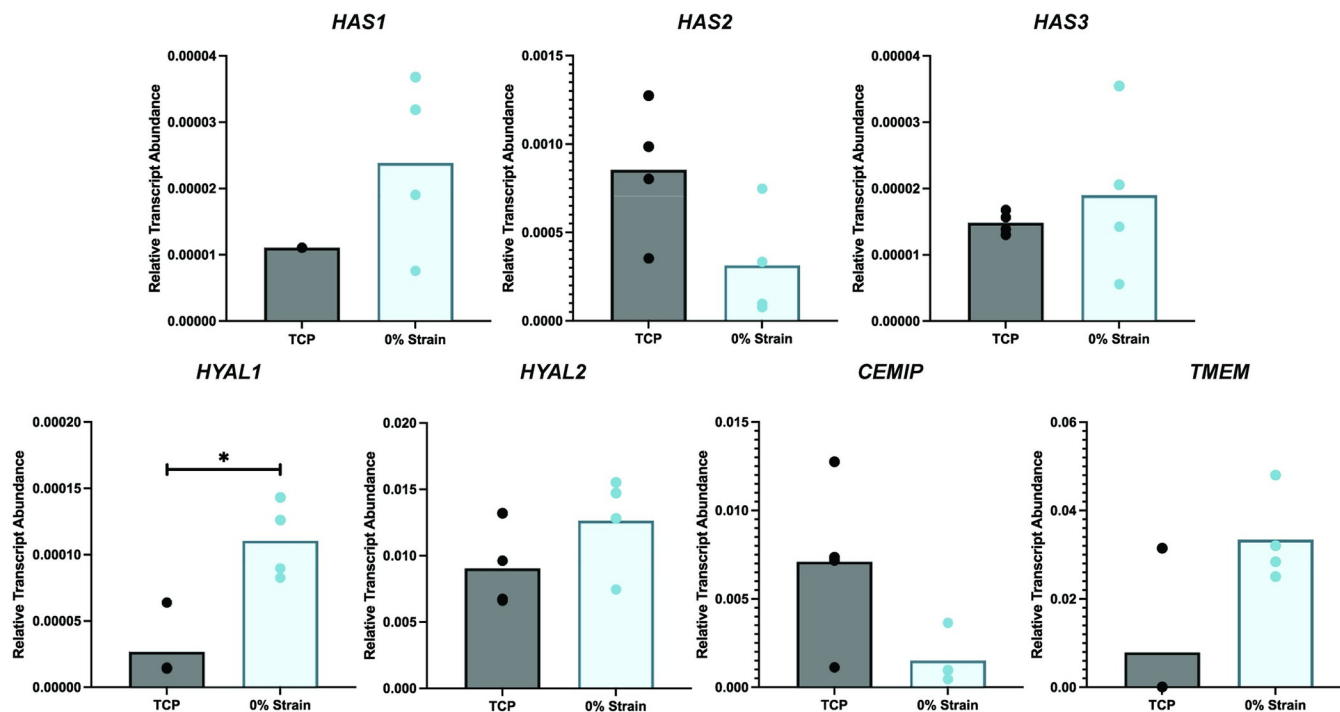 HAS1
HAS2
HAS3
Relative Transcript Abundance
0.00004
0.00003
0.00002
0.00001
0.00000
TCP
0% Strain
Relative Transcript Abundance
0.0015
0.0010
0.0005
0.0000
TCP
0% Strain
Relative Transcript Abundance
0.00004
0.00003
0.00002
0.00001
0.00000
TCP
0% Strain
HYAL1
HYAL2
CEMIP
TMEM
Relative Transcript Abundance
0.00020
0.00015
0.00010
0.00005
0.00000
*
TCP
0% Strain
Relative Transcript Abundance
0.020
0.015
0.010
0.005
0.000
TCP
0% Strain
Relative Transcript Abundance
0.015
0.010
0.005
0.000
TCP
0% Strain
Relative Transcript Abundance
0.06
0.04
0.02
0.00
TCP
0% Strain